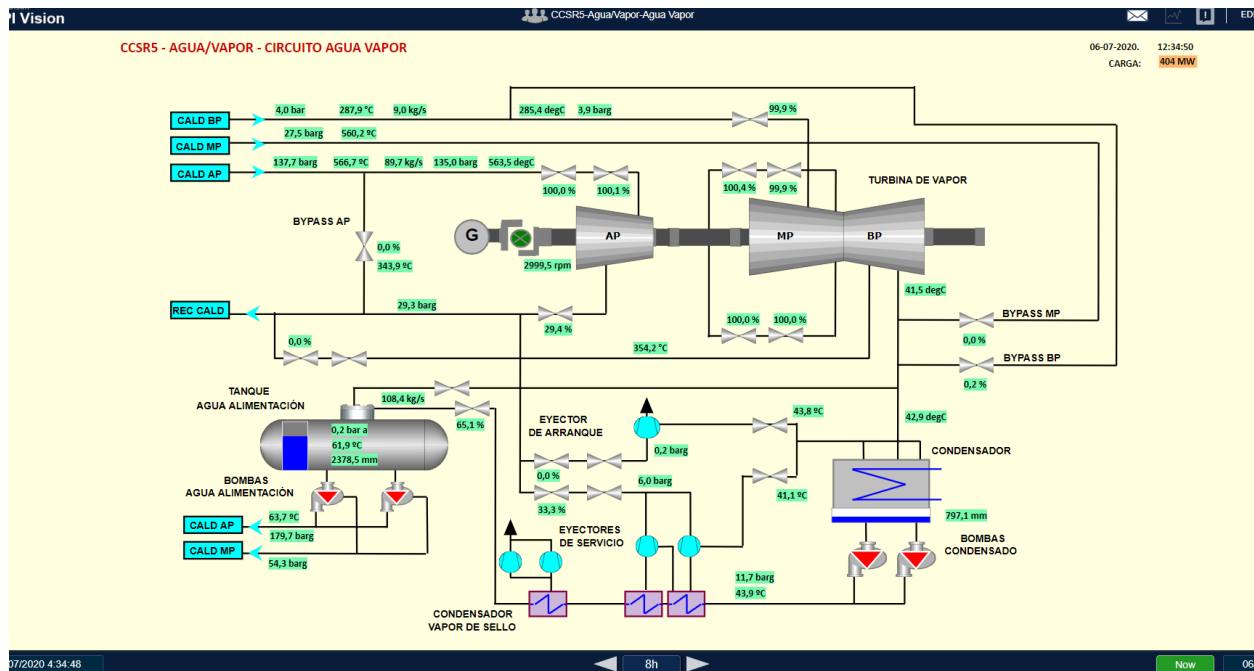 PI Vision
CCSR5-Agua/Vapor-Agua Vapor
CCSR5 - AGUA/VAPOR - CIRCUITO AGUA VAPOR
06-07-2020. 12:34:50
CARGA: 404 MW
CALD BP
4,0 bar 287,9 °C 9,0 kg/s 285,4 degC 3,9 barg 99,9 %
CALD MP
27,5 barg 560,2 ºC
CALD AP
137,7 barg 566,7 ºC 89,7 kg/s 135,0 barg 563,5 degC
100,0 % 100,1 %
100,4 % 99,9 %
TURBINA DE VAPOR
BYPASS AP
0,0 %
343,9 ºC
G
AP
MP
BP
2999,5 rpm
41,5 degC
REC CALD
29,3 barg
29,4 %
100,0 % 100,0 %
BYPASS MP
0,0 %
0,0 %
354,2 °C
BYPASS BP
0,2 %
TANQUE
AGUA ALIMENTACIÓN
108,4 kg/s
65,1 %
0,2 bar a
61,9 ºC
2378,5 mm
EYECTOR
DE ARRANQUE
0,2 barg
43,8 ºC
42,9 degC
CONDENSADOR
BOMBAS
AGUA ALIMENTACIÓN
0,0 %
33,3 %
6,0 barg
41,1 ºC
797,1 mm
CALD AP
63,7 ºC
179,7 barg
CALD MP
54,3 barg
EYECTORES
DE SERVICIO
BOMBAS
CONDENSADO
11,7 barg
43,9 ºC
CONDENSADOR
VAPOR DE SELLO
07/2020 4:34:48
8h
Now
06